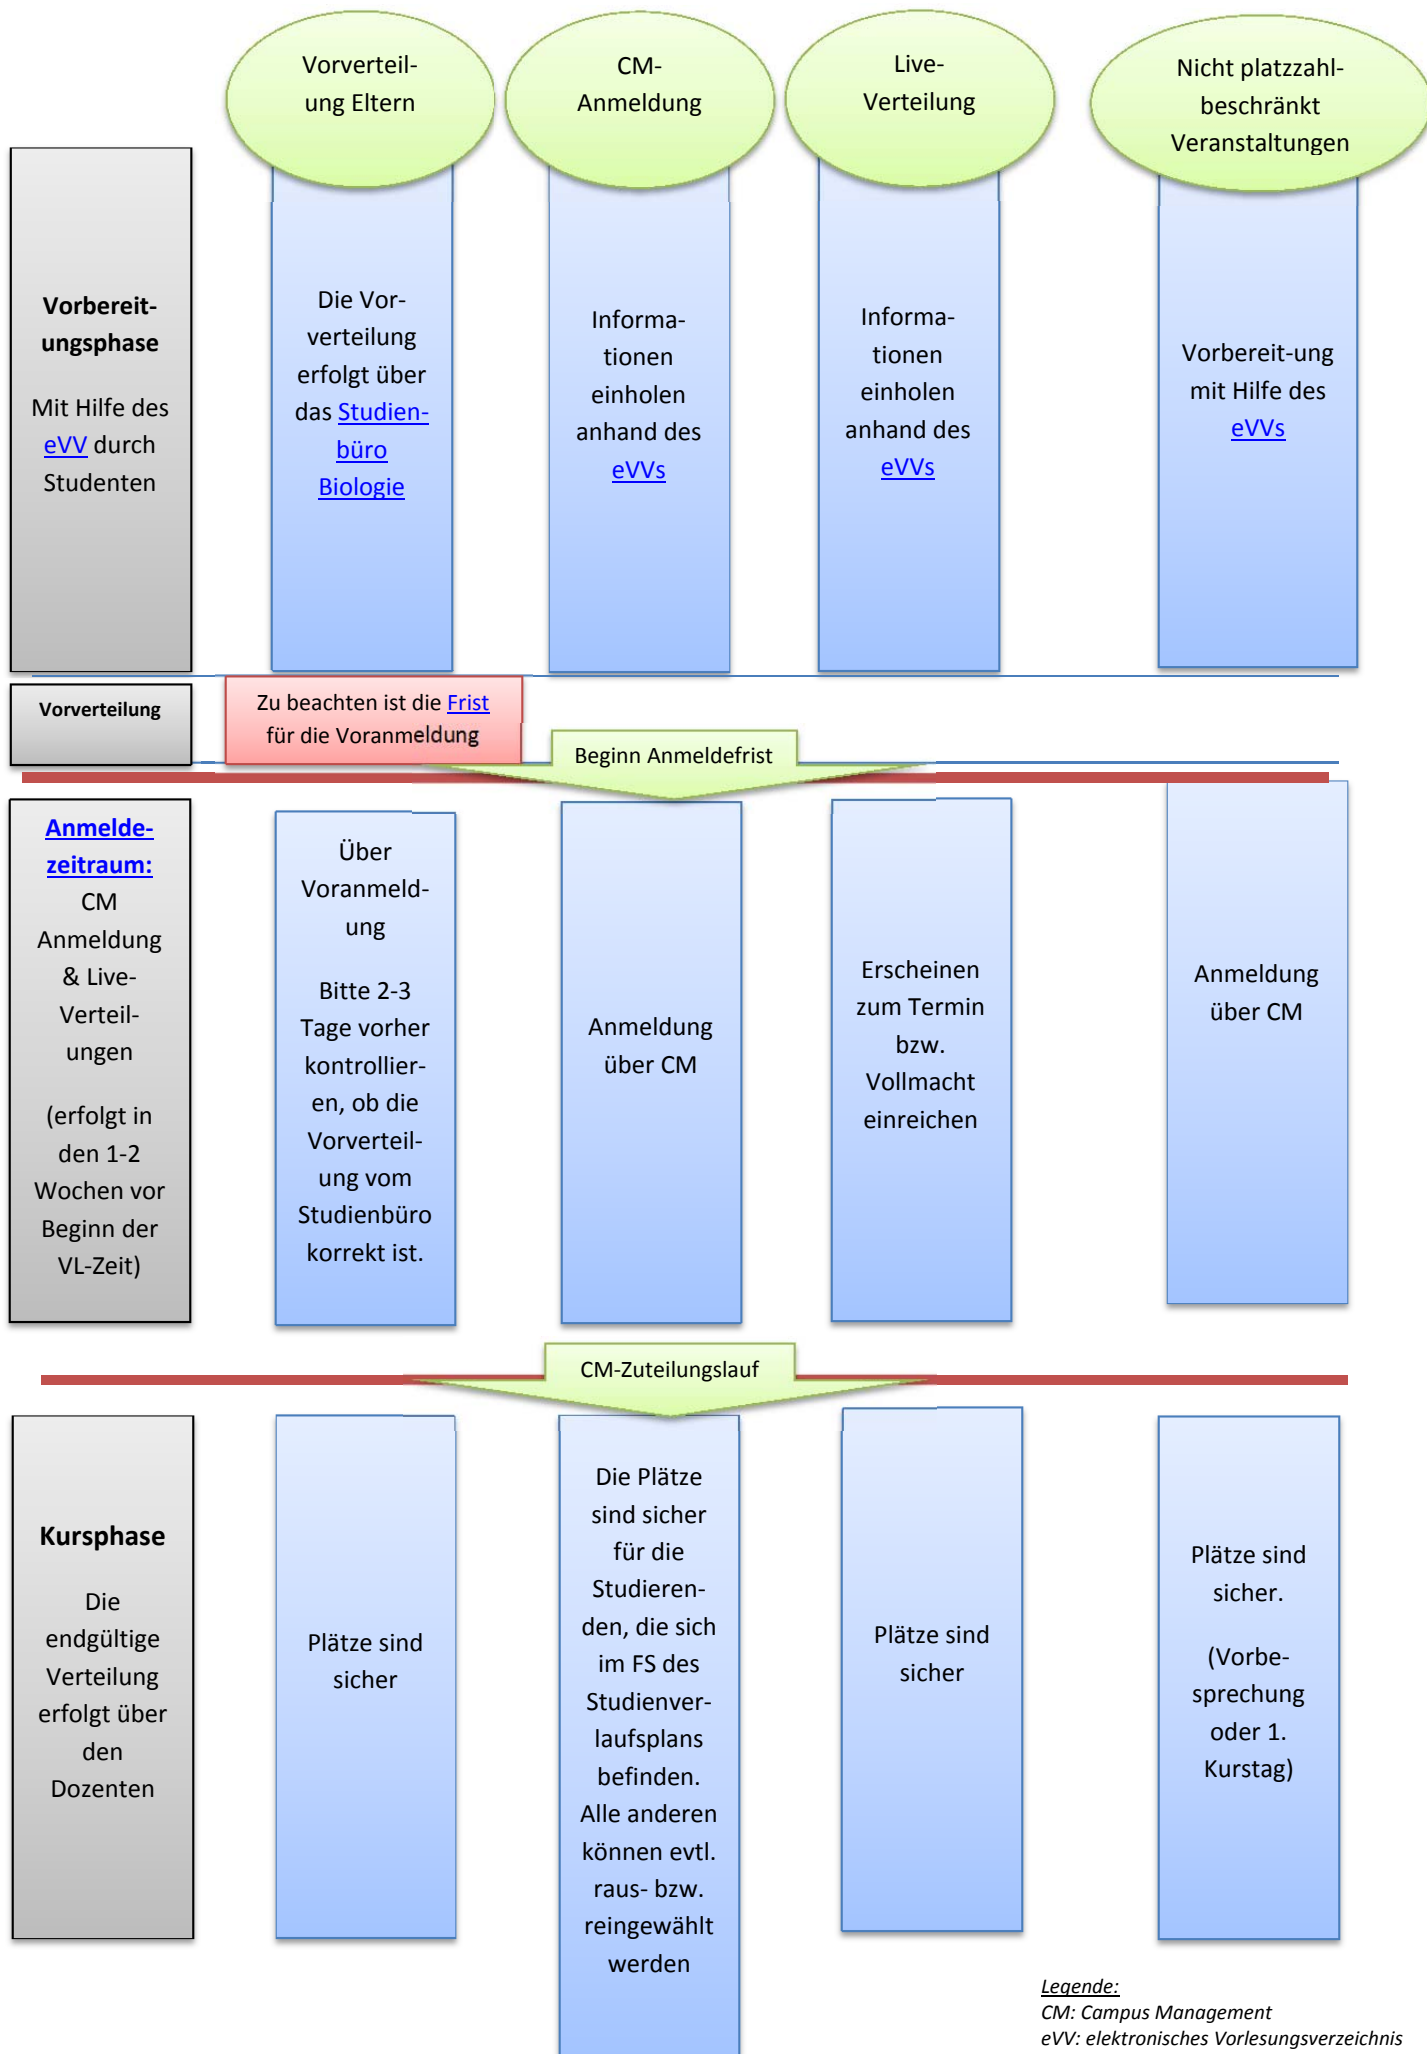 Vorverteil-
ung Eltern
CM-
Anmeldung
Live-
Verteilung
Nicht platzzahl-
beschränkt
Veranstaltungen
Vorbereit-
ungsphase
Mit Hilfe des
eVV durch
Studenten
Die Vor-
verteilung
erfolgt über
das Studien-
büro
Biologie
Informa-
tionen
einholen
anhand des
eVVs
Informa-
tionen
einholen
anhand des
eVVs
Vorbereit-ung
mit Hilfe des
eVVs
Vorverteilung
Zu beachten ist die Frist
für die Voranmeldung
Beginn Anmeldefrist
Anmelde-
zeitraum:
CM
Anmeldung
& Live-
Verteil-
ungen
(erfolgt in
den 1-2
Wochen vor
Beginn der
VL-Zeit)
Über
Voranmeld-
ung
Bitte 2-3
Tage vorher
kontrollier-
en, ob die
Vorverteil-
ung vom
Studienbüro
korrekt ist.
Anmeldung
über CM
Erscheinen
zum Termin
bzw.
Vollmacht
einreichen
Anmeldung
über CM
CM-Zuteilungslauf
Kursphase
Die
endgültige
Verteilung
erfolgt über
den
Dozenten
Plätze sind
sicher
Die Plätze
sind sicher
für die
Studieren-
den, die sich
im FS des
Studienver-
laufsplans
befinden.
Alle anderen
können evtl.
raus- bzw.
reingewählt
werden
Plätze sind
sicher
Plätze sind
sicher.
(Vorbe-
sprechung
oder 1.
Kurstag)
Legende:
CM: Campus Management
eVV: elektronisches Vorlesungsverzeichnis